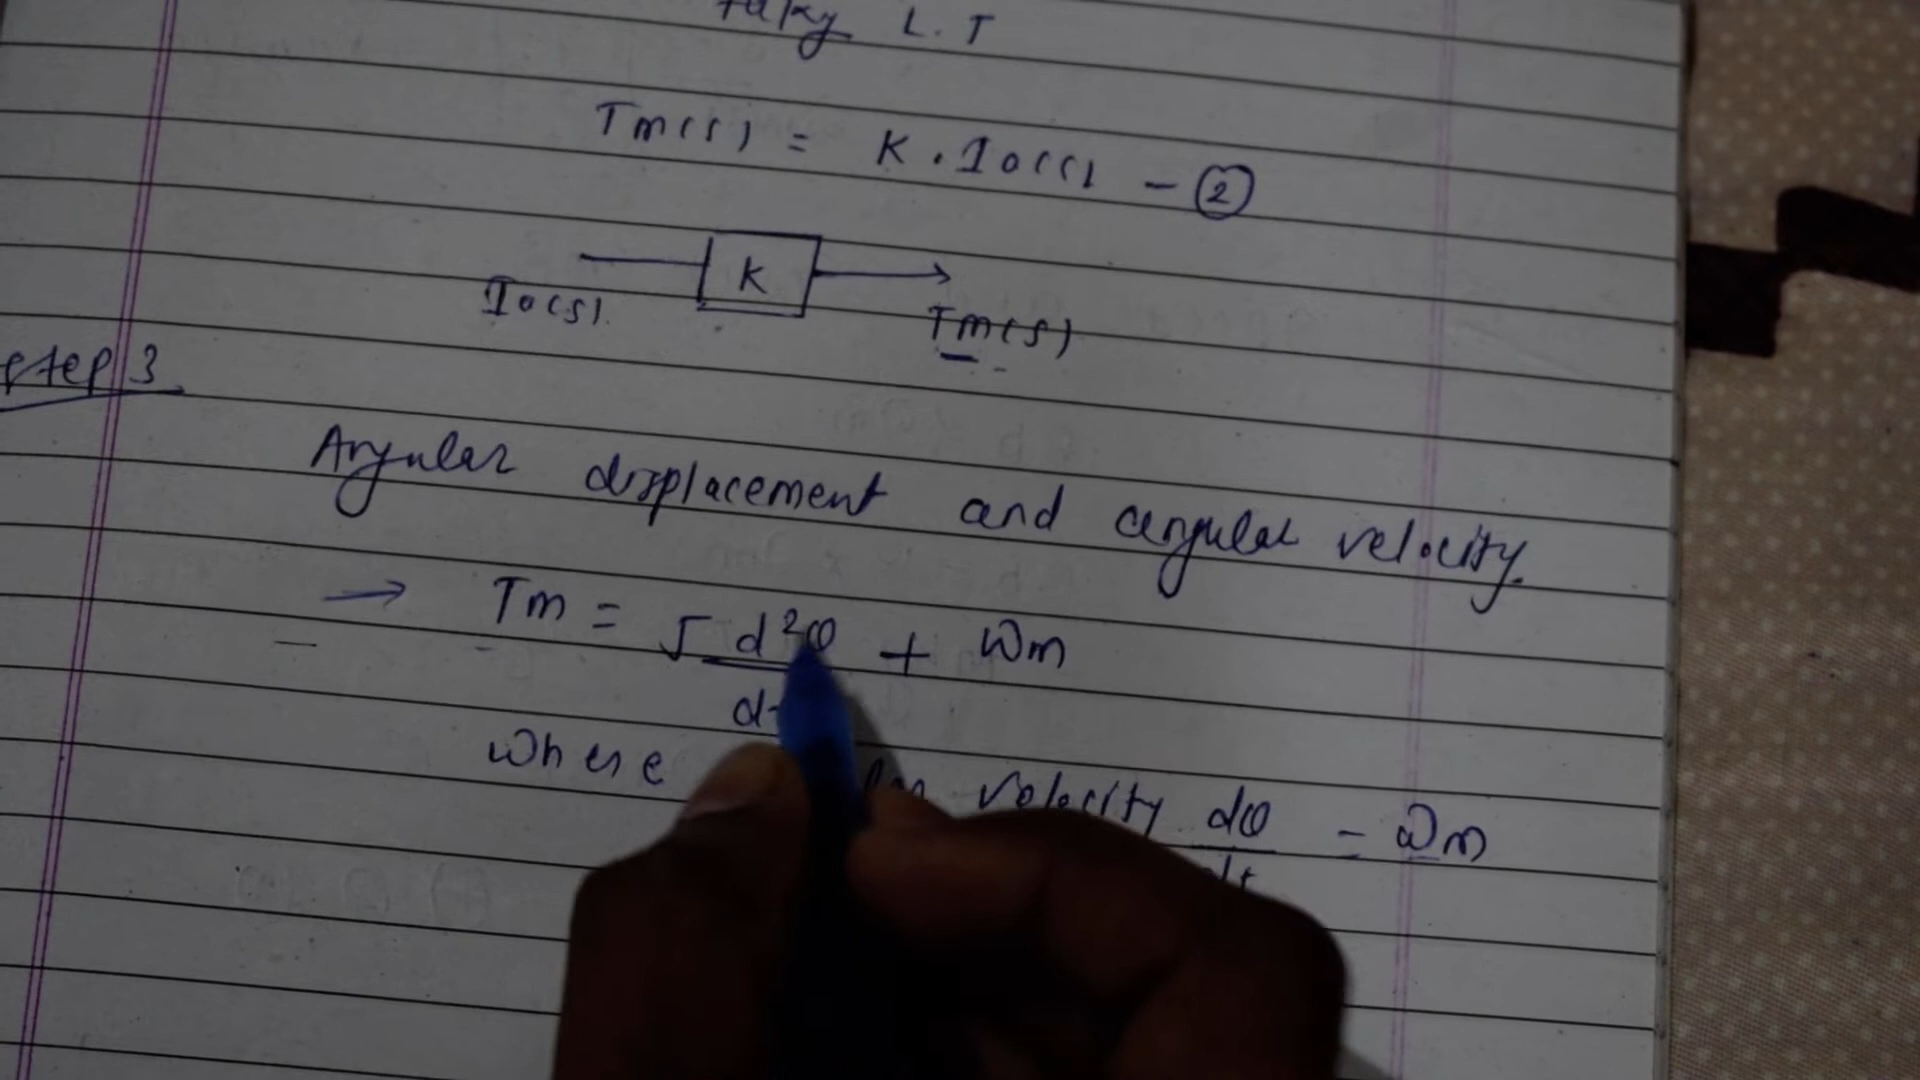 L.T
Tm(s) = K . Io(s) - ②
K
Io(s)
Tm(s)
step 3
Angular displacement and angular velocity.
→ Tm = J d²θ + ωm
d
where velocity dθ = ωm
dt